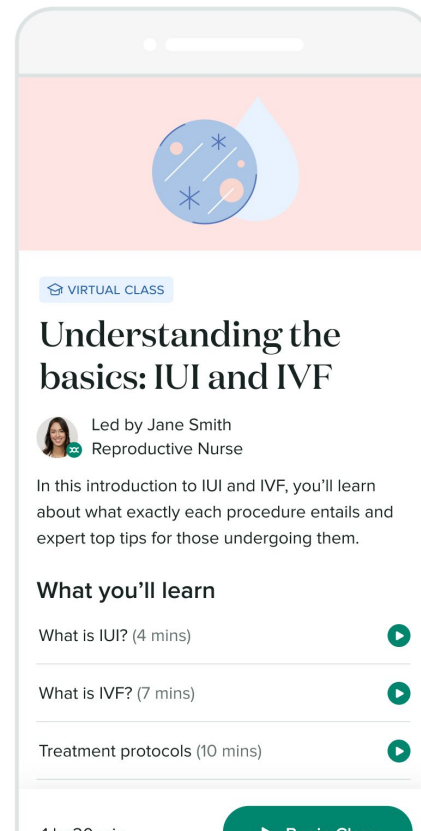 VIRTUAL CLASS
Understanding the
basics: IUI and IVF
Led by Jane Smith
Reproductive Nurse
In this introduction to IUI and IVF, you’ll learn
about what exactly each procedure entails and
expert top tips for those undergoing them.
What you’ll learn
What is IUI? (4 mins)
What is IVF? (7 mins)
Treatment protocols (10 mins)